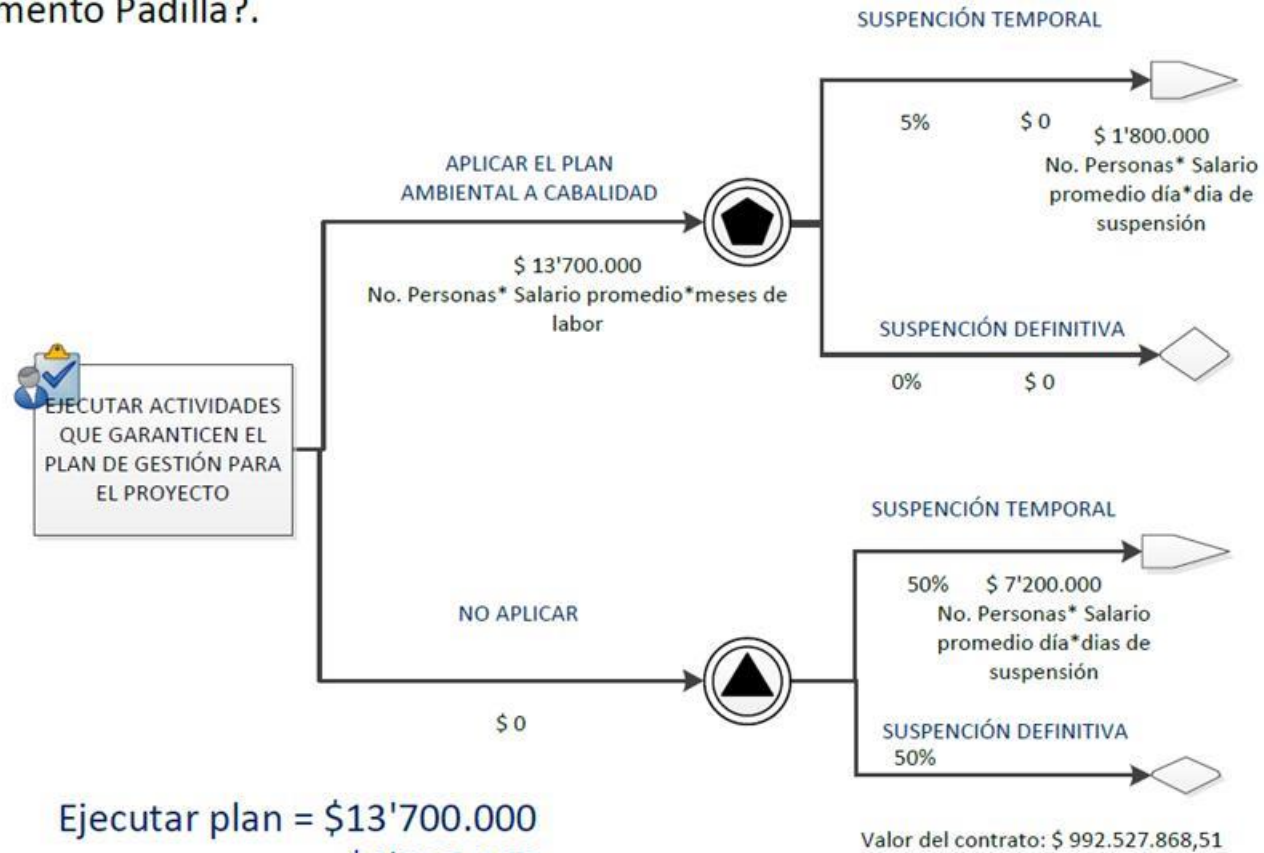 mento Padilla?.
SUSPENCIÓN TEMPORAL
5% $ 0
$ 1'800.000
No. Personas* Salario
promedio día*dia de
suspensión
APLICAR EL PLAN
AMBIENTAL A CABALIDAD
$ 13'700.000
No. Personas* Salario promedio*meses de
labor
SUSPENCIÓN DEFINITIVA
0% $ 0
EJECUTAR ACTIVIDADES
QUE GARANTICEN EL
PLAN DE GESTIÓN PARA
EL PROYECTO
SUSPENCIÓN TEMPORAL
50% $ 7'200.000
No. Personas* Salario
promedio día*dias de
suspensión
NO APLICAR
$ 0
SUSPENCIÓN DEFINITIVA
50%
Ejecutar plan = $13'700.000
Valor del contrato: $ 992.527.868,51